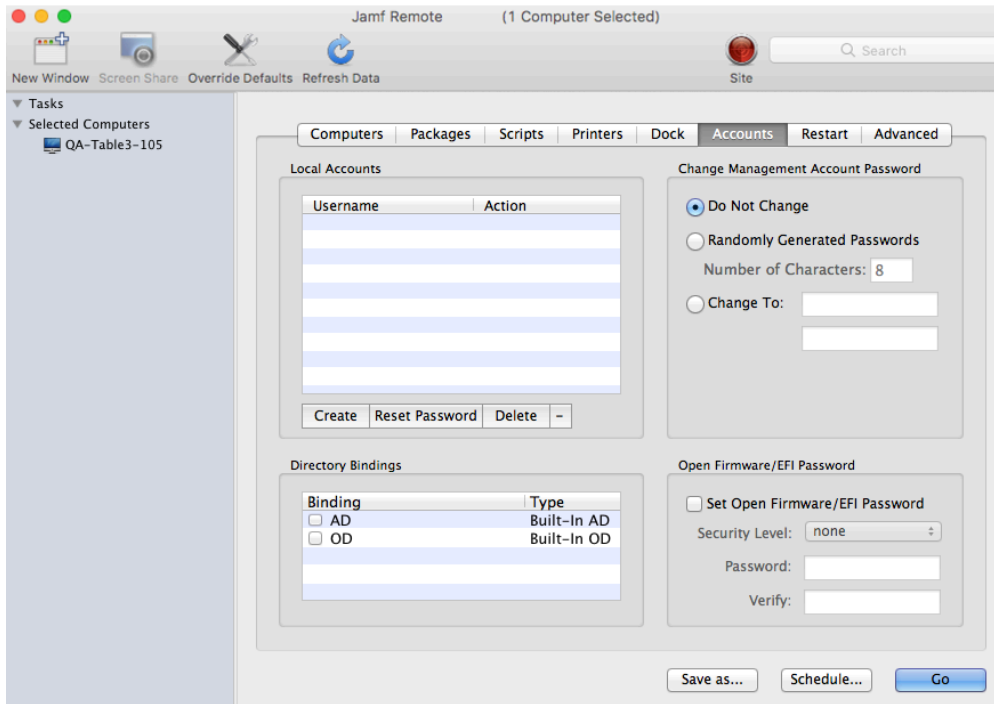 Jamf Remote (1 Computer Selected)
New Window Screen Share Override Defaults Refresh Data Site Search
Tasks
Selected Computers
QA-Table3-105
Computers Packages Scripts Printers Dock Accounts Restart Advanced
Local Accounts
Username Action
Create Reset Password Delete –
Change Management Account Password
Do Not Change
Randomly Generated Passwords
Number of Characters: 8
Change To:
Directory Bindings
Binding Type
AD Built-In AD
OD Built-In OD
Open Firmware/EFI Password
Set Open Firmware/EFI Password
Security Level: none
Password:
Verify:
Save as... Schedule... Go